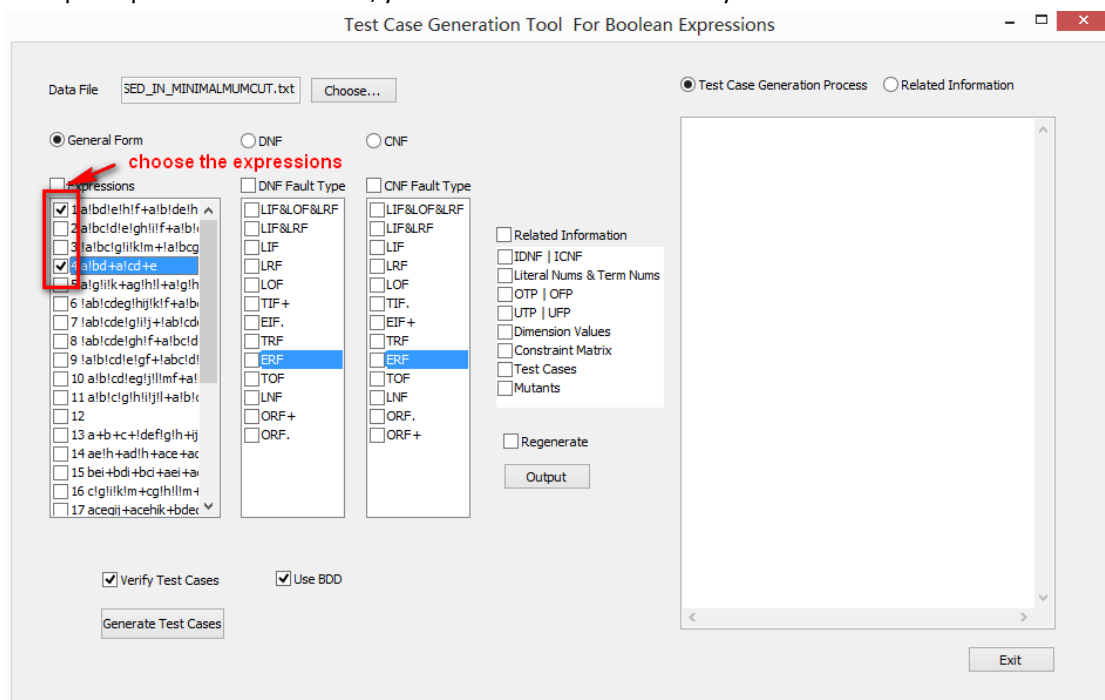 Test Case Generation Tool For Boolean Expressions
Data File SED_IN_MINIMALMUMCUT.txt Choose...
Test Case Generation Process Related Information
General Form DNF CNF
choose the expressions
Expressions DNF Fault Type CNF Fault Type
1 a!bd!e!h!f+a!b!de!h
2 a!bc!d!e!gh!i!f+a!b!
3 !a!bc!g!i!k!m+!a!bcg
4 a!bd+a!cd+e
5 a!g!i!k+ag!h!l+a!g!h
6 !ab!cdeg!hij!k!f+a!b
7 !ab!cde!g!i!j+!ab!cd
8 !ab!cde!gh!f+a!bc!d
9 !a!b!cd!e!gf+!abc!d!
10 a!b!cd!eg!j!l!mf+a!
11 a!b!c!g!h!i!j!l+a!b!
12
13 a+b+c+!def!g!h+ij
14 ae!h+ad!h+ace+ac
15 bei+bdi+bci+aei+a
16 c!g!i!k!m+cg!h!l!m+
17 acegij+acehik+bde
LIF&LOF&LRF
LIF&LRF
LIF
LRF
LOF
TIF+
EIF.
TRF
ERF
TOF
LNF
ORF+
ORF.
LIF&LOF&LRF
LIF&LRF
LIF
LRF
LOF
TIF.
EIF+
TRF
ERF
TOF
LNF
ORF.
ORF+
Related Information
IDNF | ICNF
Literal Nums & Term Nums
OTP | OFP
UTP | UFP
Dimension Values
Constraint Matrix
Test Cases
Mutants
Regenerate
Output
Verify Test Cases Use BDD
Generate Test Cases
Exit